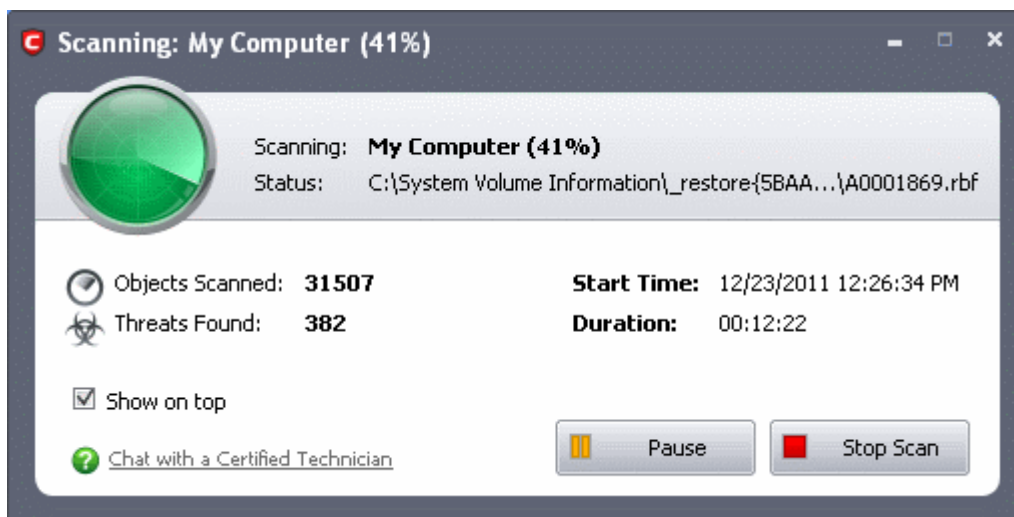 Scanning: My Computer (41%)
Scanning: My Computer (41%)
Status: C:\System Volume Information\_restore{5BAA...\A0001869.rbf
Objects Scanned: 31507
Start Time: 12/23/2011 12:26:34 PM
Threats Found: 382
Duration: 00:12:22
Show on top
Chat with a Certified Technician
Pause
Stop Scan